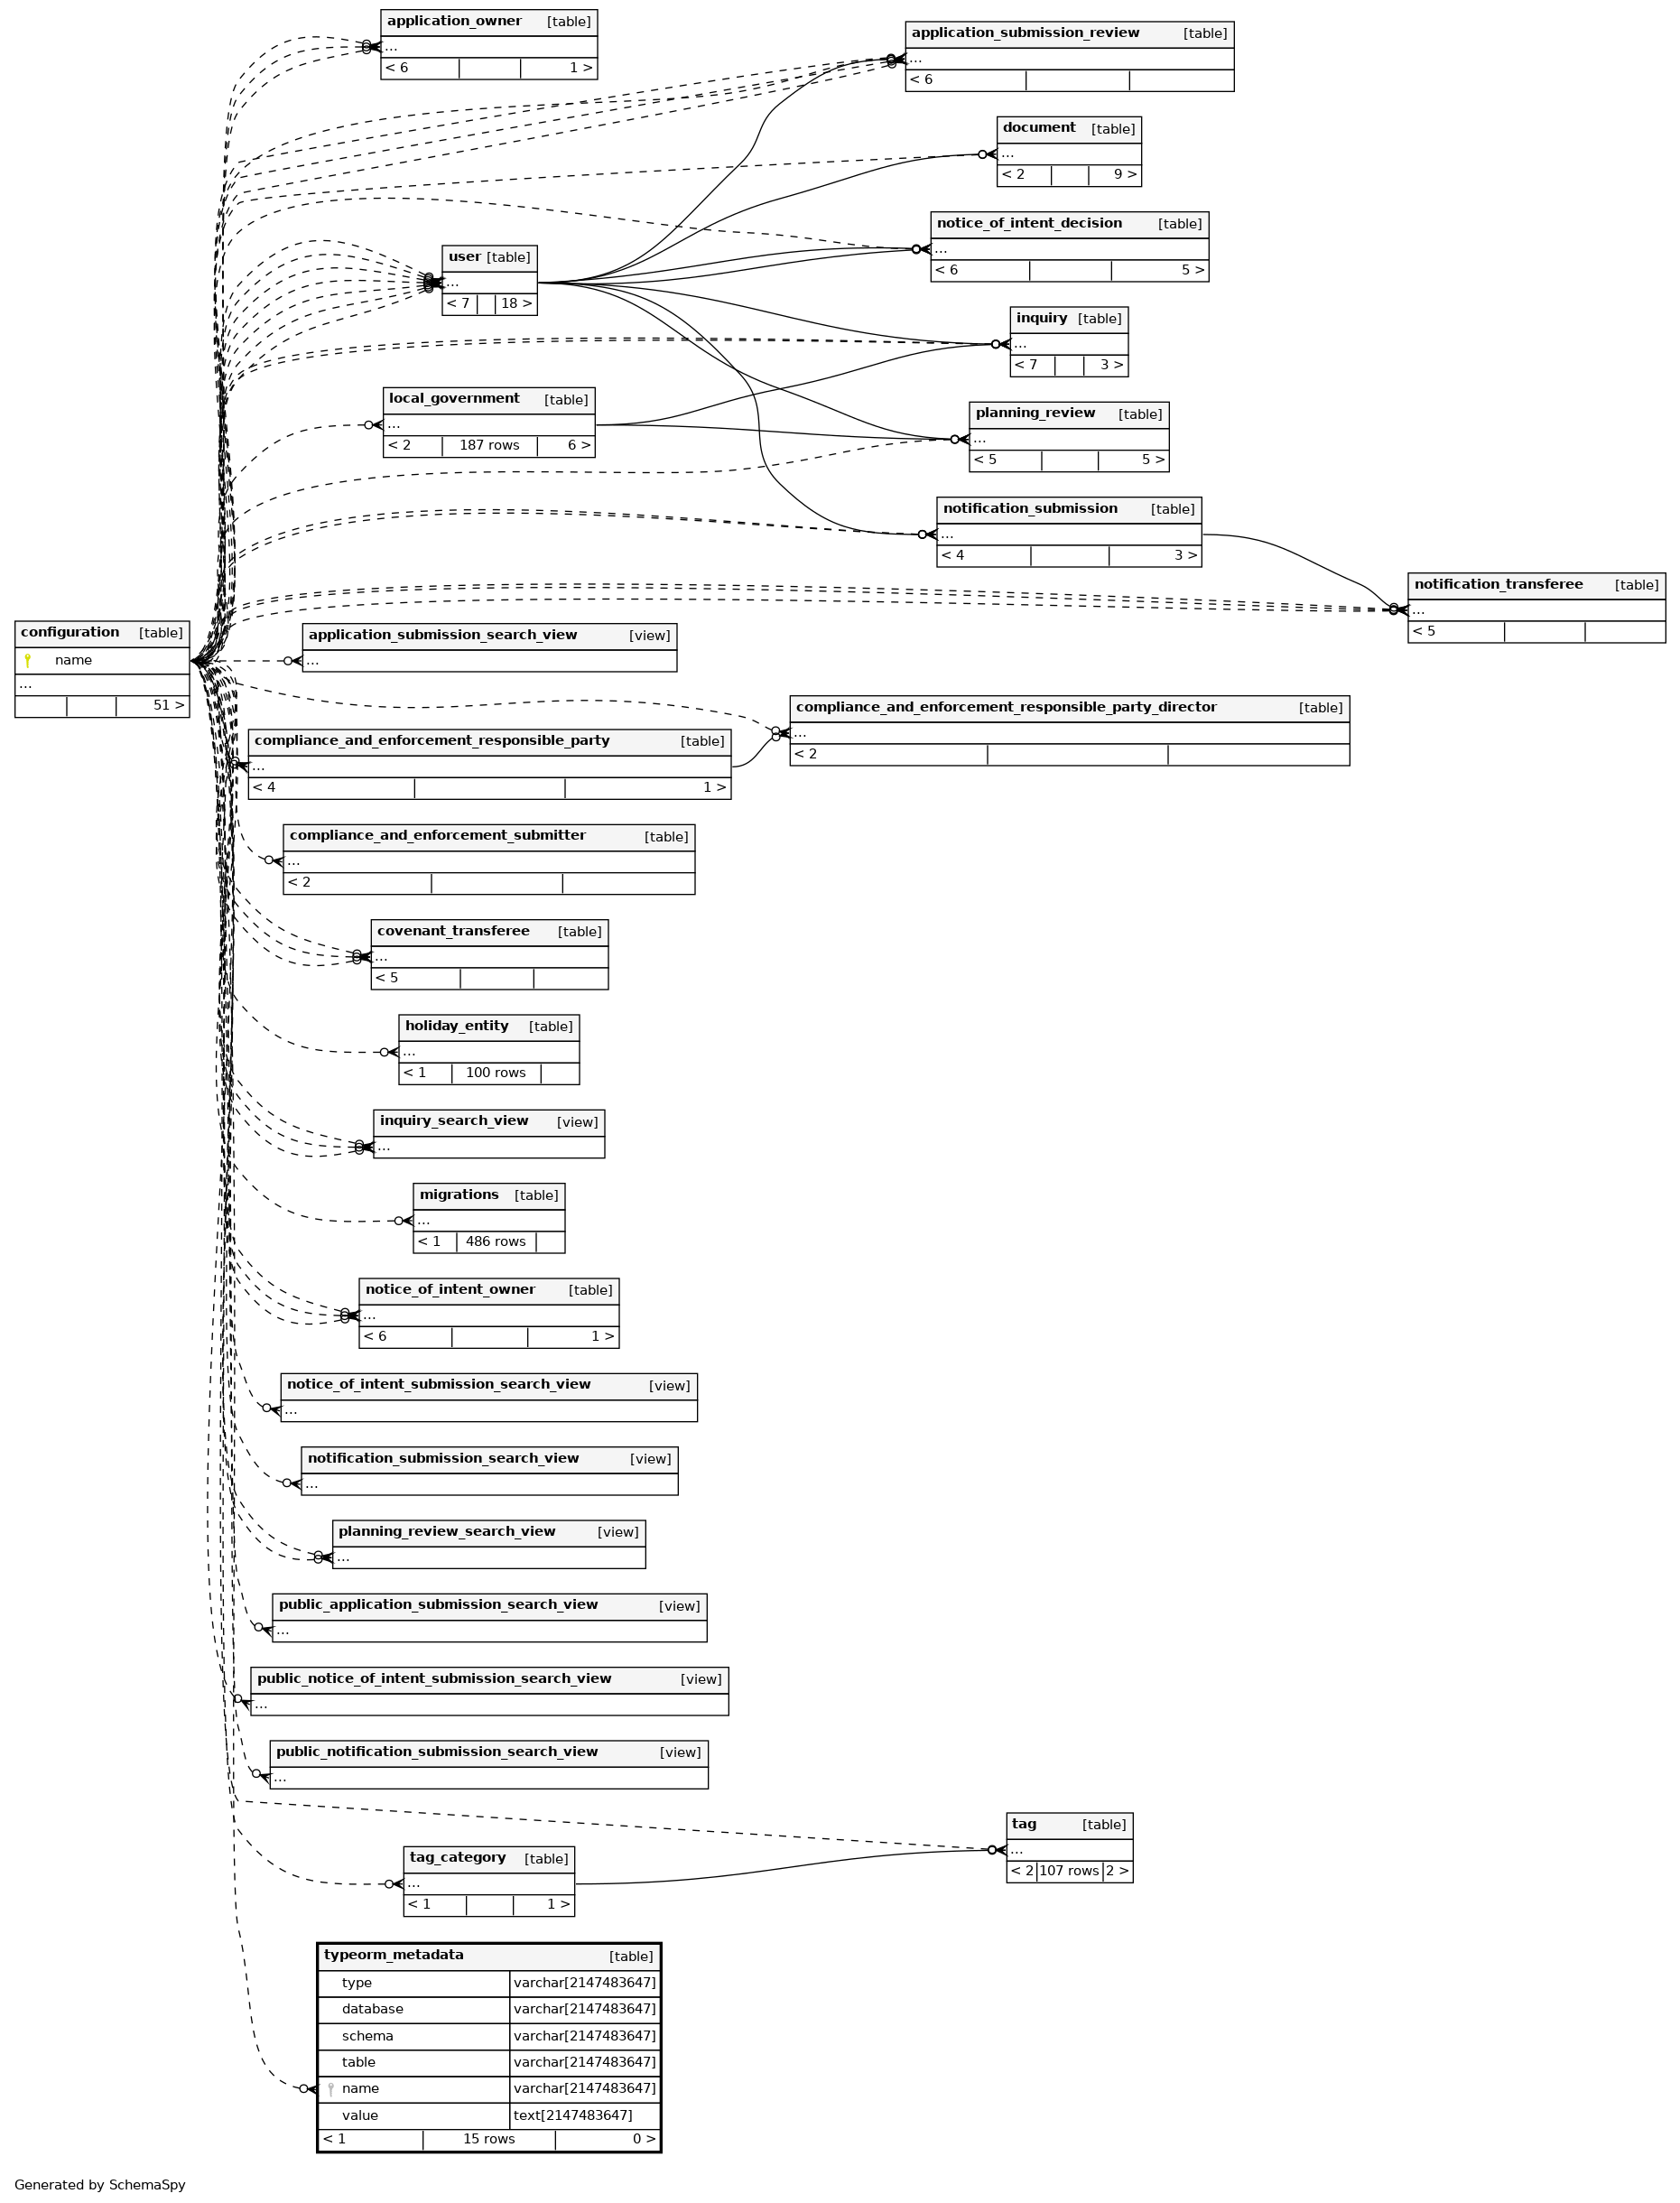 application_owner [table]
...
< 6 1 >
application_submission_review [table]
...
< 6
document [table]
...
< 2 9 >
notice_of_intent_decision [table]
...
< 6 5 >
user [table]
...
< 7 18 >
inquiry [table]
...
< 7 3 >
local_government [table]
...
< 2 187 rows 6 >
planning_review [table]
...
< 5 5 >
notification_submission [table]
...
< 4 3 >
notification_transferee [table]
...
< 5
configuration [table]
name
...
51 >
application_submission_search_view [view]
...
compliance_and_enforcement_responsible_party_director [table]
...
< 2
compliance_and_enforcement_responsible_party [table]
...
< 4 1 >
compliance_and_enforcement_submitter [table]
...
< 2
covenant_transferee [table]
...
< 5
holiday_entity [table]
...
< 1 100 rows
inquiry_search_view [view]
...
migrations [table]
...
< 1 486 rows
notice_of_intent_owner [table]
...
< 6 1 >
notice_of_intent_submission_search_view [view]
...
notification_submission_search_view [view]
...
planning_review_search_view [view]
...
public_application_submission_search_view [view]
...
public_notice_of_intent_submission_search_view [view]
...
public_notification_submission_search_view [view]
...
tag [table]
...
< 2 107 rows 2 >
tag_category [table]
...
< 1 1 >
typeorm_metadata [table]
type varchar[2147483647]
database varchar[2147483647]
schema varchar[2147483647]
table varchar[2147483647]
name varchar[2147483647]
value text[2147483647]
< 1 15 rows 0 >
Generated by SchemaSpy